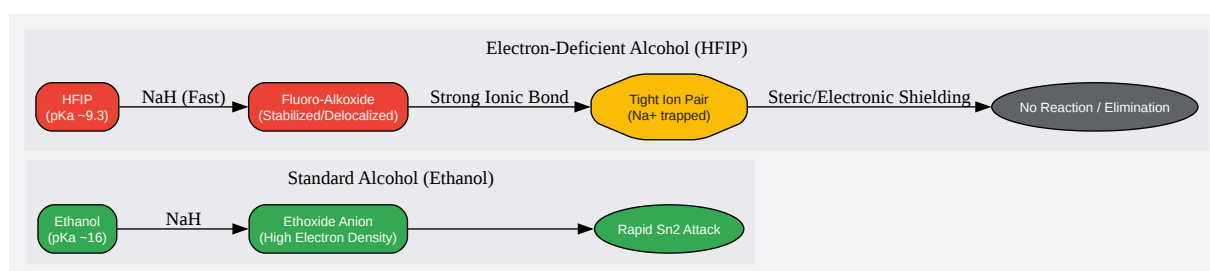 Electron-Deficient Alcohol (HFIP)
HFIP
(pKa ~9.3)
NaH (Fast)
Fluoro-Alkoxide
(Stabilized/Delocalized)
Strong Ionic Bond
Tight Ion Pair
(Na+ trapped)
Steric/Electronic Shielding
No Reaction / Elimination
Standard Alcohol (Ethanol)
Ethanol
(pKa ~16)
NaH
Ethoxide Anion
(High Electron Density)
Rapid Sn2 Attack